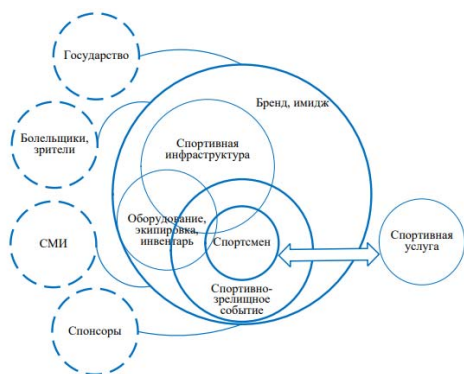 Государство
Бренд, имидж
Болельщики,
зрители
Спортивная
инфраструктура
Оборудование,
экипировка,
инвентарь
СМИ
Спортсмен
Спортивная
услуга
Спортивно-
зрелищное
событие
Спонсоры